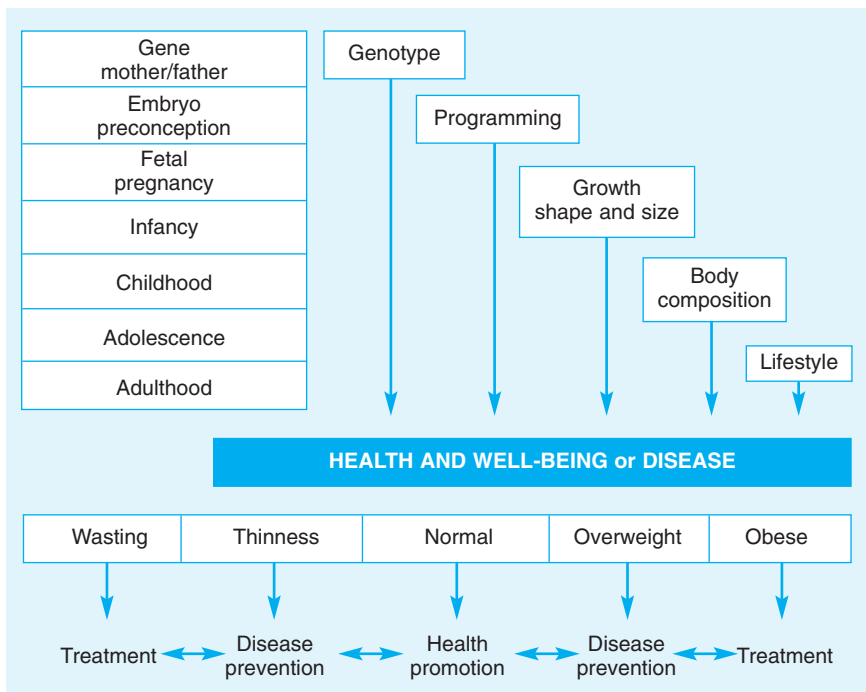 Gene
mother/father
Embryo
preconception
Fetal
pregnancy
Infancy
Childhood
Adolescence
Adulthood
Genotype
Programming
Growth
shape and size
Body
composition
Lifestyle
HEALTH AND WELL-BEING or DISEASE
Wasting
Thinness
Normal
Overweight
Obese
Treatment
Disease
prevention
Health
promotion
Disease
prevention
Treatment